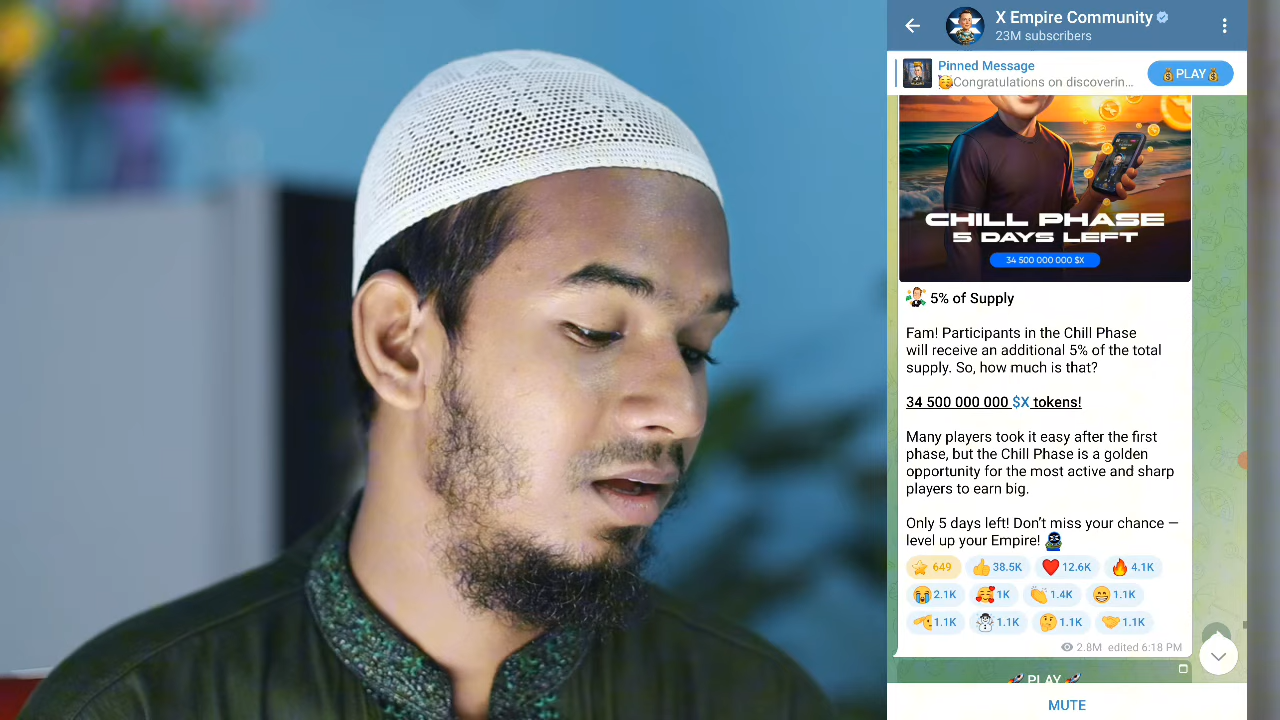 X Empire Community
23M subscribers
Pinned Message
🥳Congratulations on discoverin...
💰PLAY💰
CHILL PHASE
5 DAYS LEFT
34 500 000 000 $X
5% of Supply
Fam! Participants in the Chill Phase
will receive an additional 5% of the total
supply. So, how much is that?
34 500 000 000 $X tokens!
Many players took it easy after the first
phase, but the Chill Phase is a golden
opportunity for the most active and sharp
players to earn big.
Only 5 days left! Don't miss your chance —
level up your Empire!
⭐ 649 👍 38.5K ❤️ 12.6K 🔥 4.1K
😭 2.1K 🥰 1K 👏 1.4K 😁 1.1K
🫡 1.1K ☃️ 1.1K 🤔 1.1K 🤝 1.1K
2.8M edited 6:18 PM
🚀 PLAY 🚀
MUTE